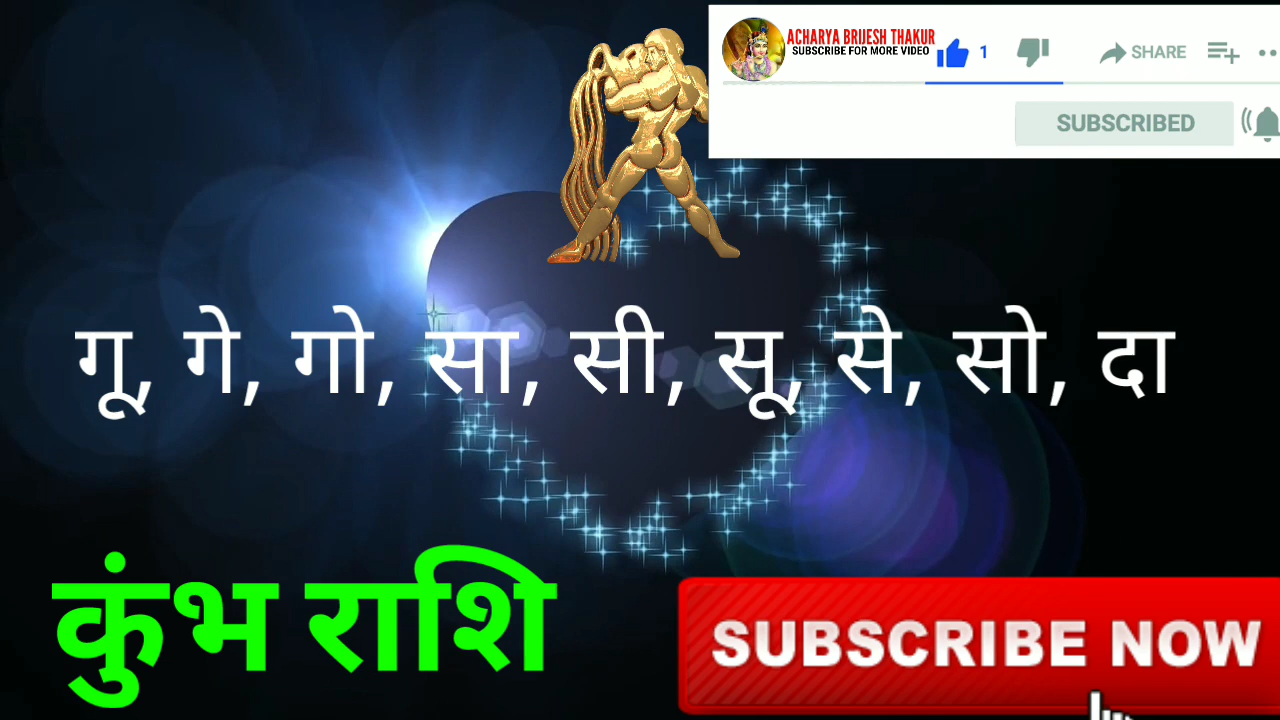 ACHARYA BRIJESH THAKUR
SUBSCRIBE FOR MORE VIDEO
1
SHARE
SUBSCRIBED
गू, गे, गो, सा, सी, सू, से, सो, दा
कुंभ राशि
SUBSCRIBE NOW